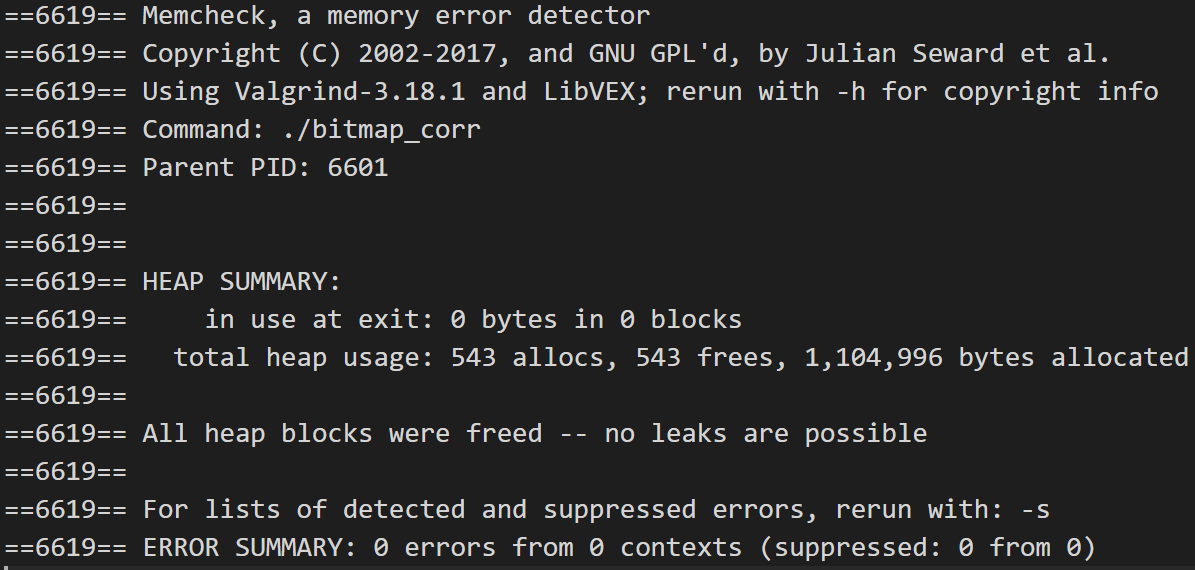 ==6619== Memcheck, a memory error detector
==6619== Copyright (C) 2002-2017, and GNU GPL'd, by Julian Seward et al.
==6619== Using Valgrind-3.18.1 and LibVEX; rerun with -h for copyright info
==6619== Command: ./bitmap_corr
==6619== Parent PID: 6601
==6619==
==6619==
==6619== HEAP SUMMARY:
==6619==     in use at exit: 0 bytes in 0 blocks
==6619==   total heap usage: 543 allocs, 543 frees, 1,104,996 bytes allocated
==6619==
==6619== All heap blocks were freed -- no leaks are possible
==6619==
==6619== For lists of detected and suppressed errors, rerun with: -s
==6619== ERROR SUMMARY: 0 errors from 0 contexts (suppressed: 0 from 0)